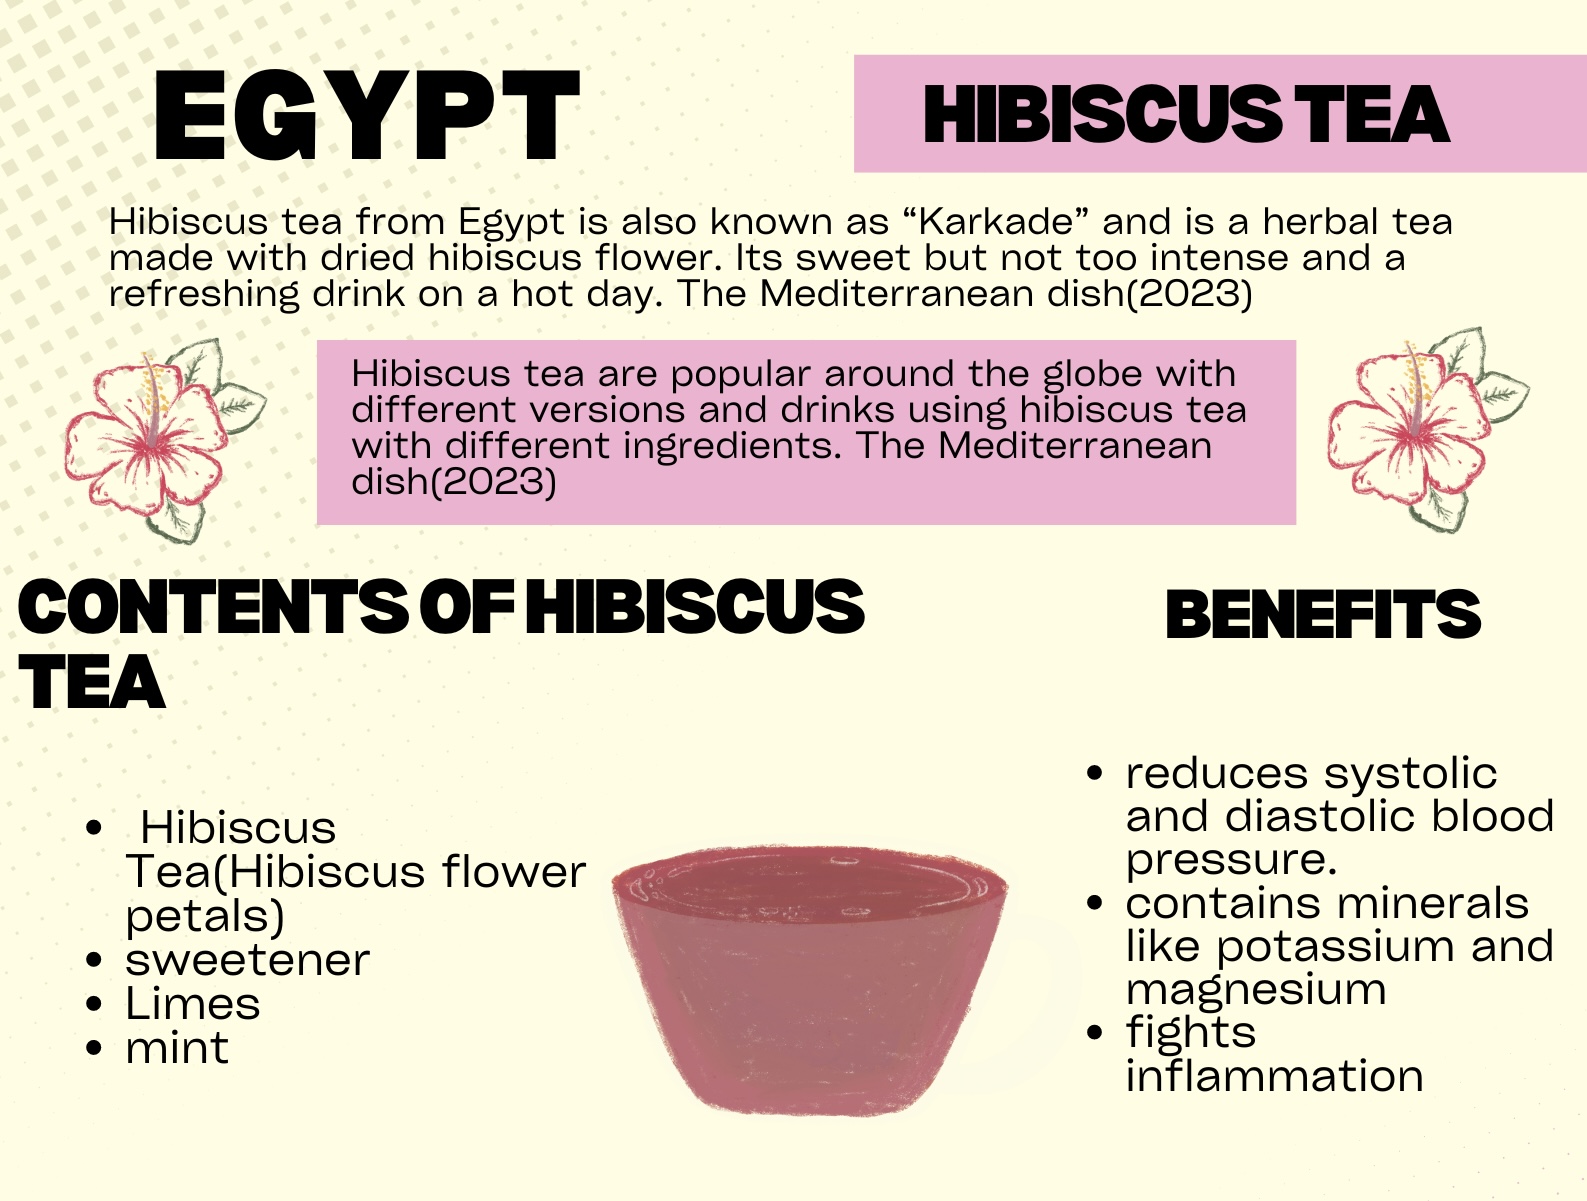 EGYPT
HIBISCUS TEA
Hibiscus tea from Egypt is also known as “Karkade” and is a herbal tea
made with dried hibiscus flower. Its sweet but not too intense and a
refreshing drink on a hot day. The Mediterranean dish(2023)
Hibiscus tea are popular around the globe with
different versions and drinks using hibiscus tea
with different ingredients. The Mediterranean
dish(2023)
CONTENTS OF HIBISCUS
TEA
• Hibiscus
Tea(Hibiscus flower
petals)
• sweetener
• Limes
• mint
BENEFITS
• reduces systolic
and diastolic blood
pressure.
• contains minerals
like potassium and
magnesium
• fights
inflammation